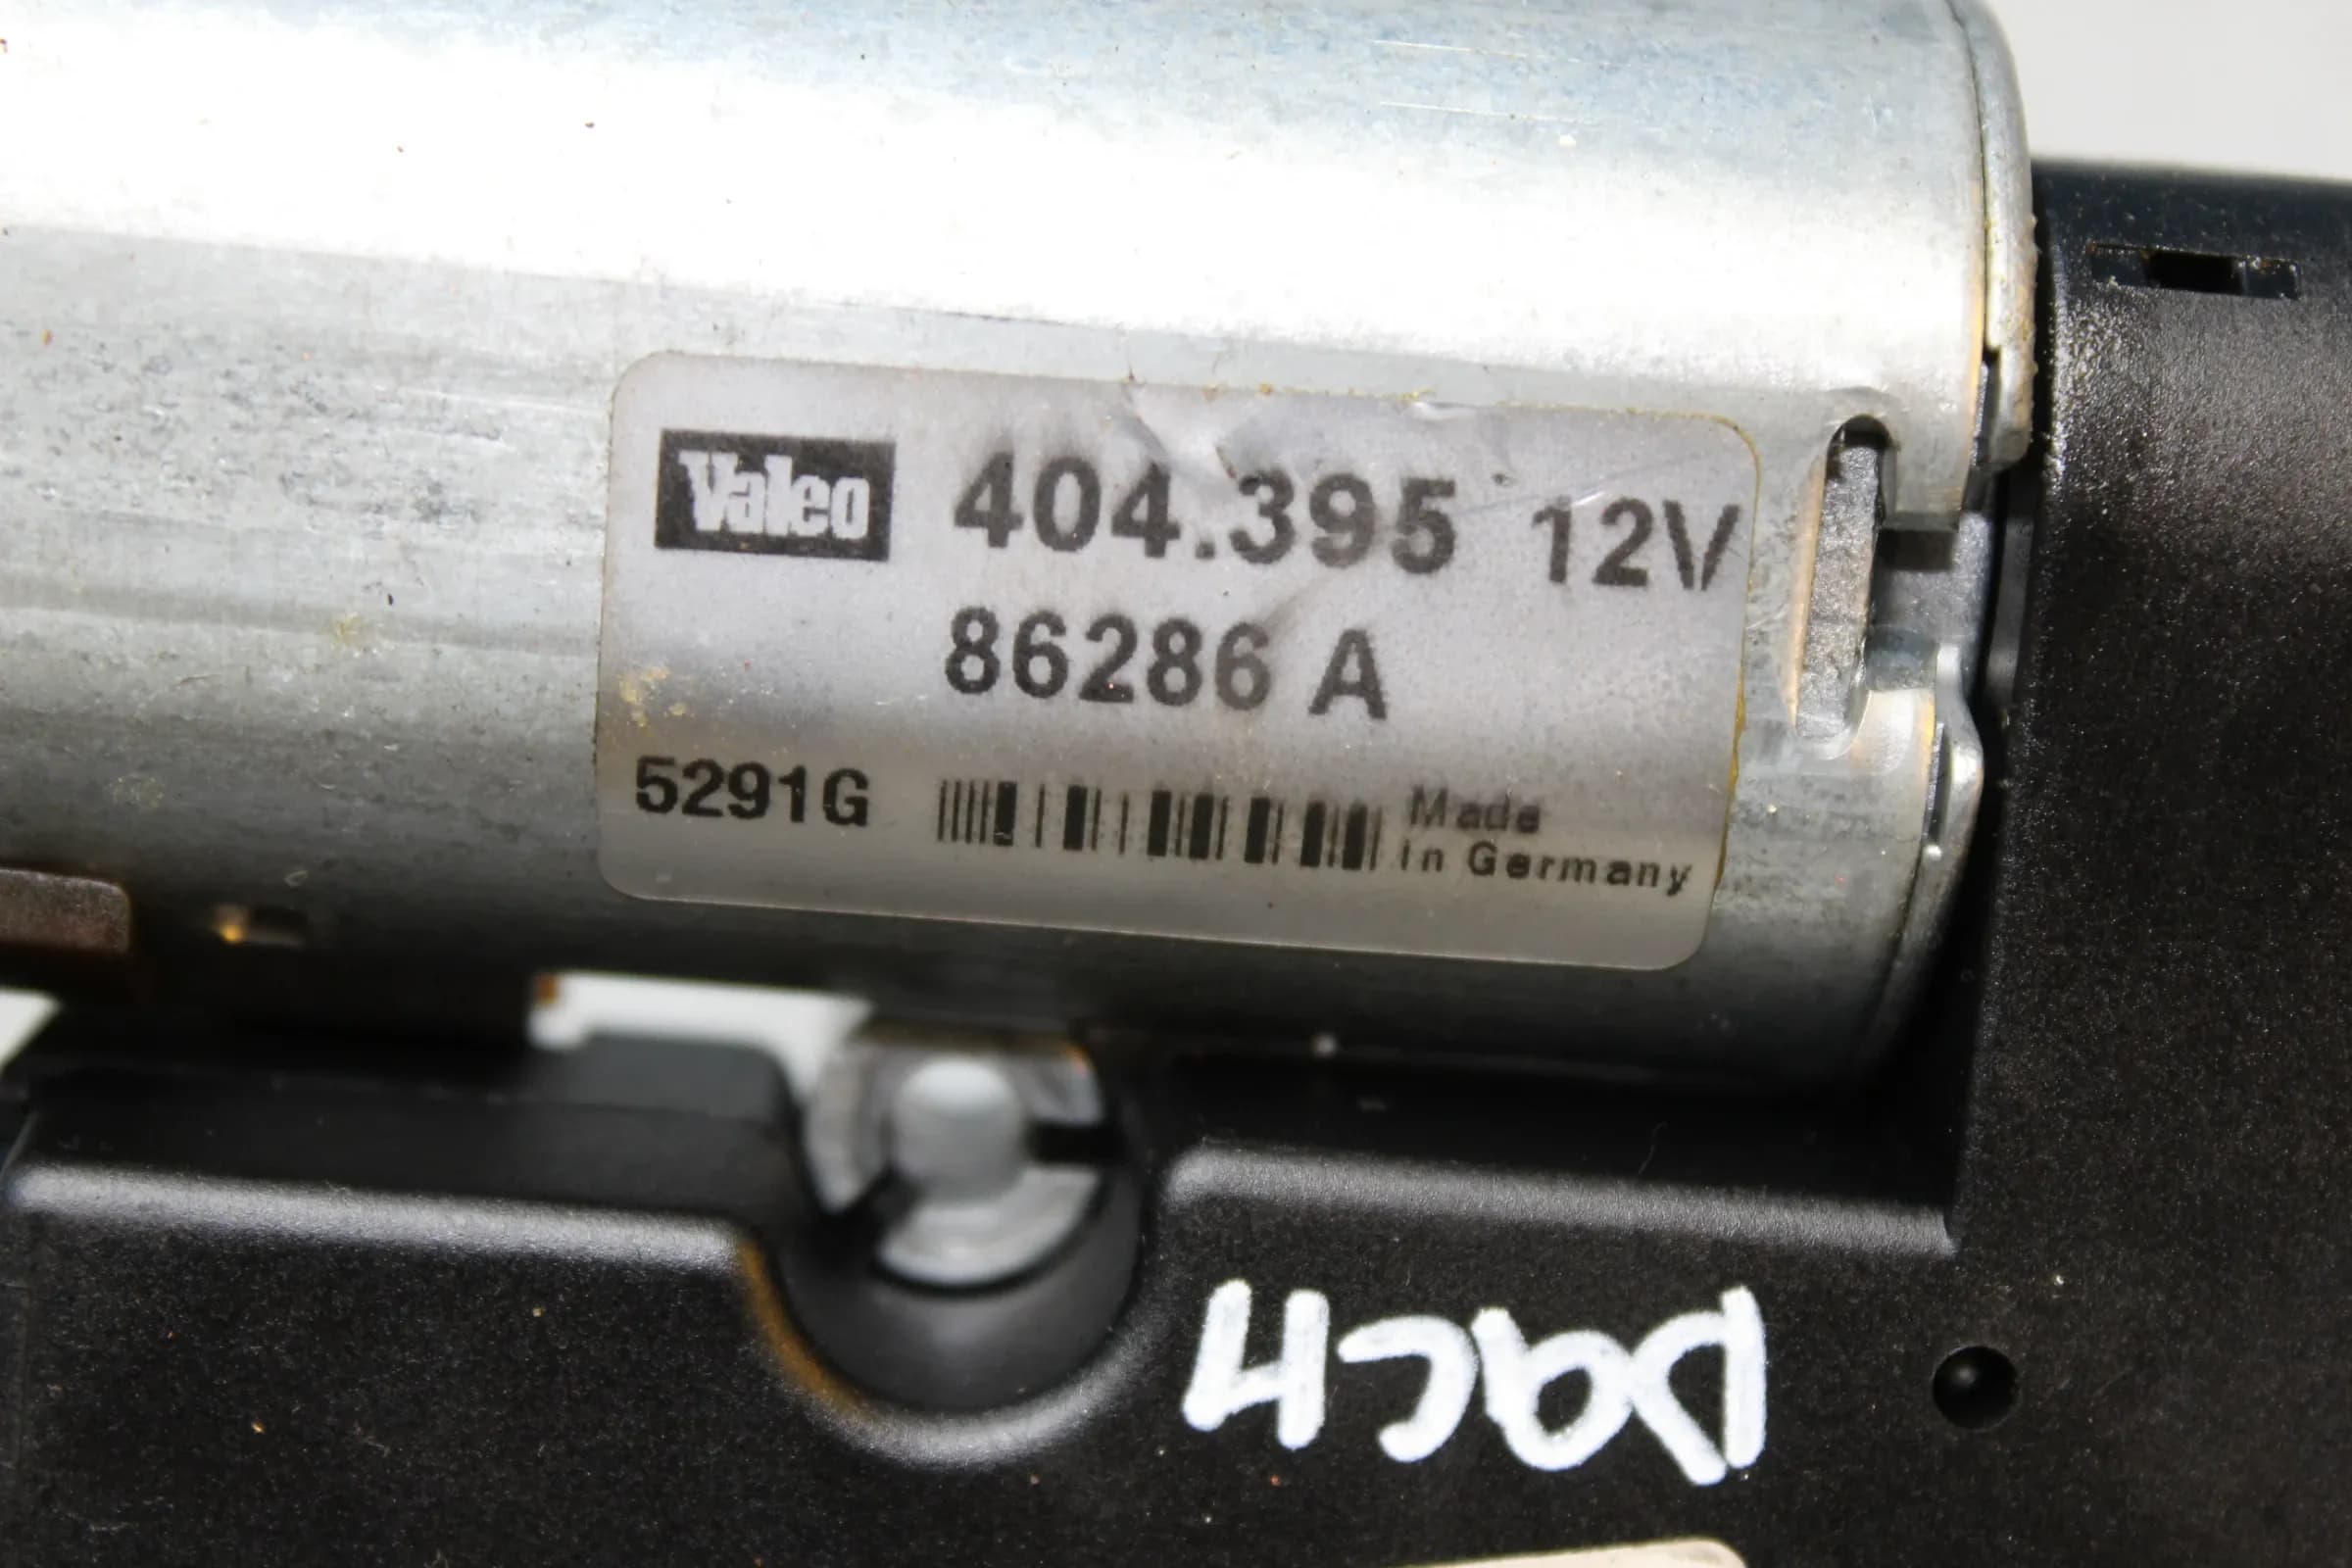 Valeo 404.395 12V
86286 A
5291G Made
in Germany
DacH